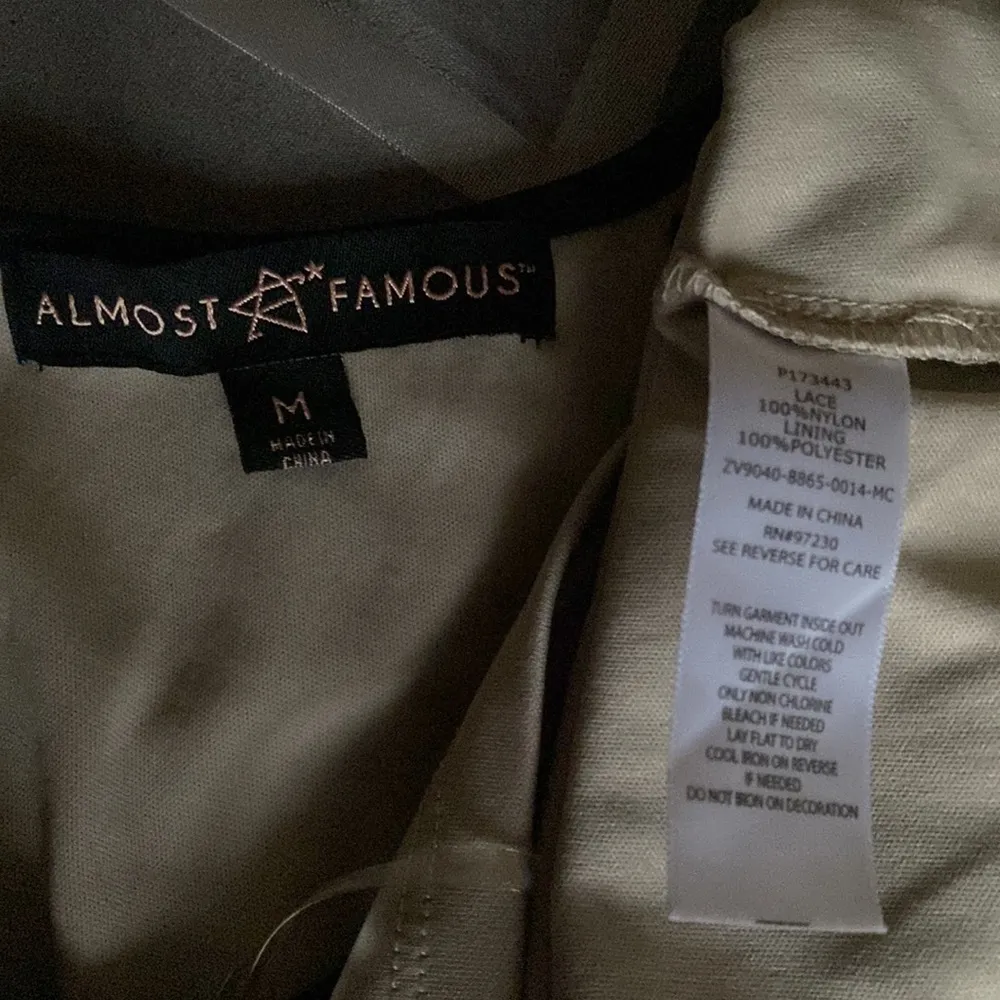 ALMOST FAMOUS™
M
MADE IN
CHINA
P173443
LACE
100%NYLON
LINING
100%POLYESTER
ZV9040-8865-0014-MC
MADE IN CHINA
RN#97230
SEE REVERSE FOR CARE
TURN GARMENT INSIDE OUT
MACHINE WASH COLD
WITH LIKE COLORS
GENTLE CYCLE
ONLY NON CHLORINE
BLEACH IF NEEDED
LAY FLAT TO DRY
COOL IRON ON REVERSE
IF NEEDED
DO NOT IRON ON DECORATION